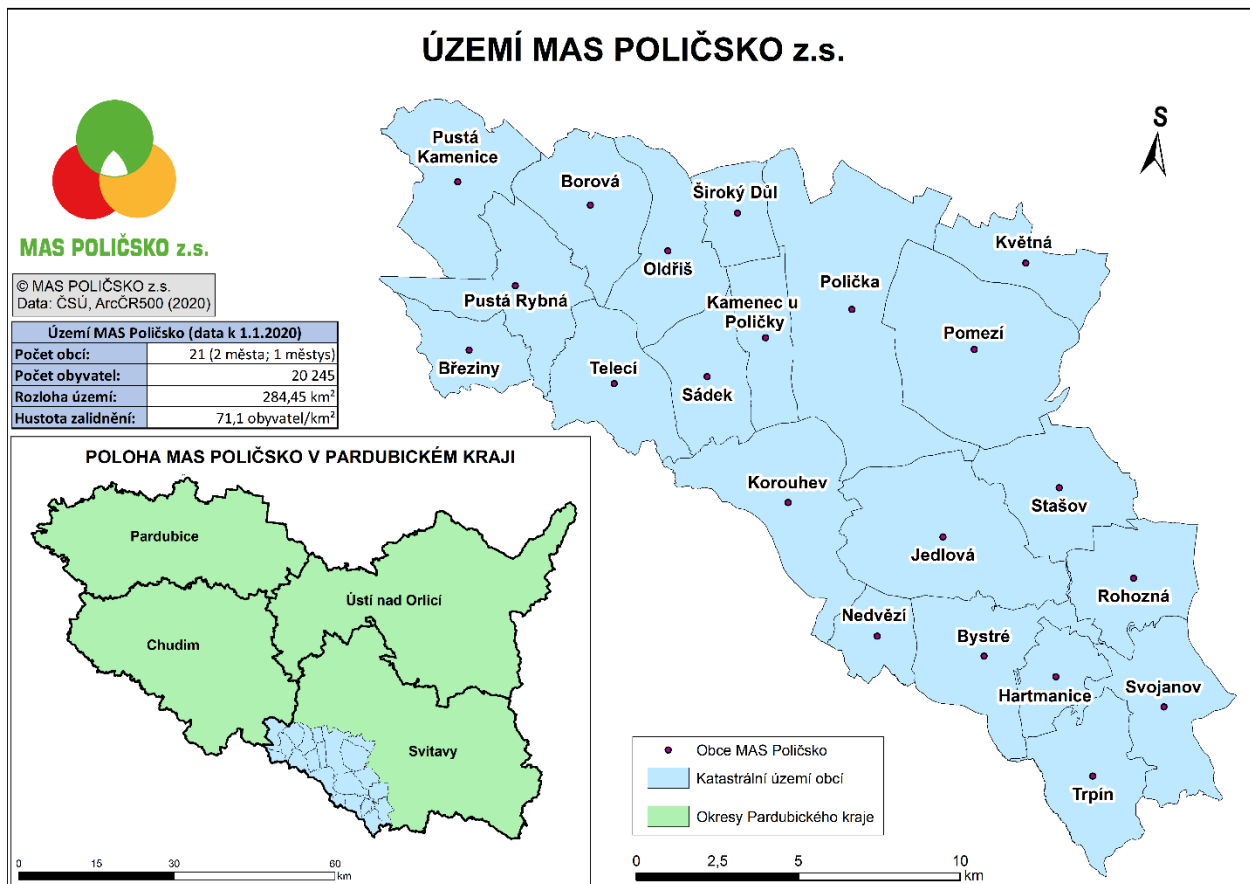 ÚZEMÍ MAS POLIČSKO z.s.
MAS POLIČSKO z.s.
© MAS POLIČSKO z.s.
Data: ČSÚ, ArcČR500 (2020)
Území MAS Poličsko (data k 1.1.2020)
Počet obcí: 21 (2 města; 1 městys)
Počet obyvatel: 20 245
Rozloha území: 284,45 km²
Hustota zalidnění: 71,1 obyvatel/km²
S
Pustá
Kamenice
Borová
Široký Důl
Květná
Oldřiš
Polička
Pustá Rybná
Kamenec u
Poličky
Pomezí
Březiny
Telecí
Sádek
Korouhev
Stašov
Jedlová
Rohozná
Nedvězí
Bystré
Hartmanice
Svojanov
Trpín
POLOHA MAS POLIČSKO V PARDUBICKÉM KRAJI
Pardubice
Ústí nad Orlicí
Chudim
Svitavy
0 15 30 60
km
Obce MAS Poličsko
Katastrální území obcí
Okresy Pardubického kraje
0 2,5 5 10
km